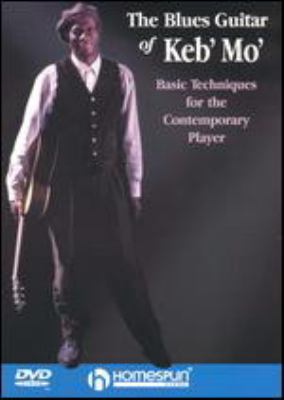 The Blues Guitar
of Keb' Mo'
Basic Techniques
for the
Contemporary
Player
DVD
HOMESPUN